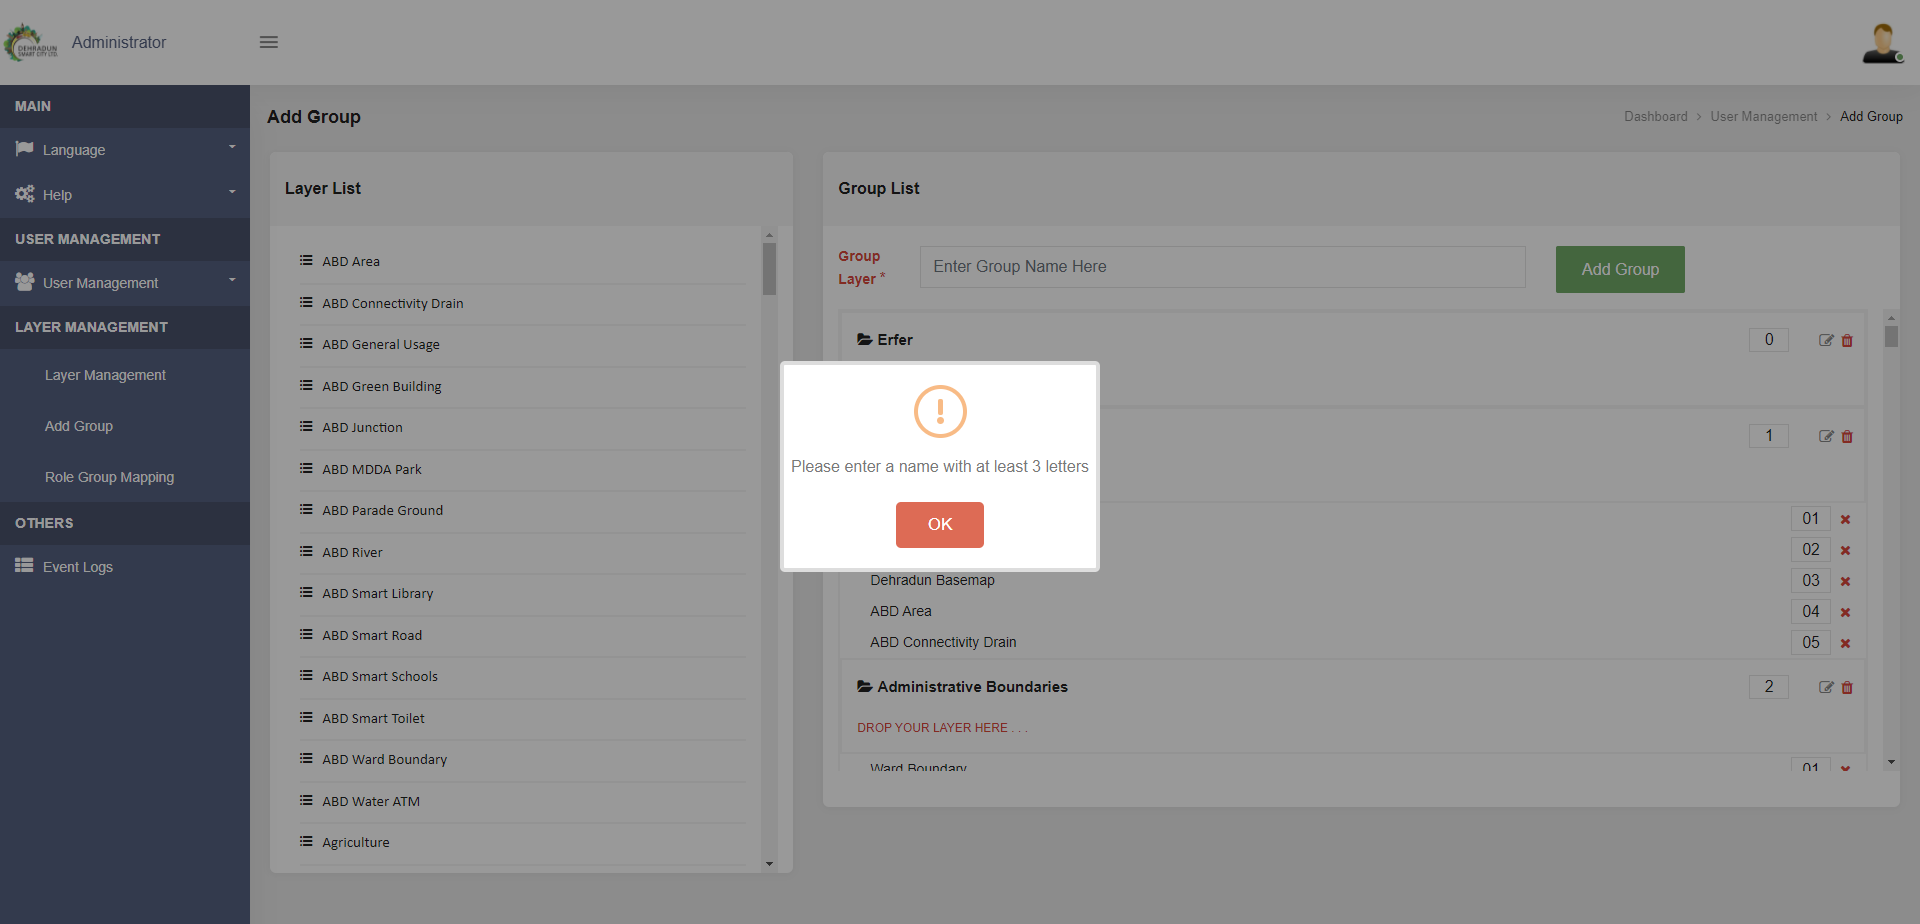 DEHRADUN
SMART CITY LTD.
Administrator
MAIN
Language
Help
USER MANAGEMENT
User Management
LAYER MANAGEMENT
Layer Management
Add Group
Role Group Mapping
OTHERS
Event Logs
Add Group
Dashboard > User Management > Add Group
Layer List
ABD Area
ABD Connectivity Drain
ABD General Usage
ABD Green Building
ABD Junction
ABD MDDA Park
ABD Parade Ground
ABD River
ABD Smart Library
ABD Smart Road
ABD Smart Schools
ABD Smart Toilet
ABD Ward Boundary
ABD Water ATM
Agriculture
Group List
Group
Layer *
Enter Group Name Here
Add Group
Erfer 0
1
Please enter a name with at least 3 letters
OK
01
02
Dehradun Basemap 03
ABD Area 04
ABD Connectivity Drain 05
Administrative Boundaries 2
DROP YOUR LAYER HERE . . .
Ward Boundary 01